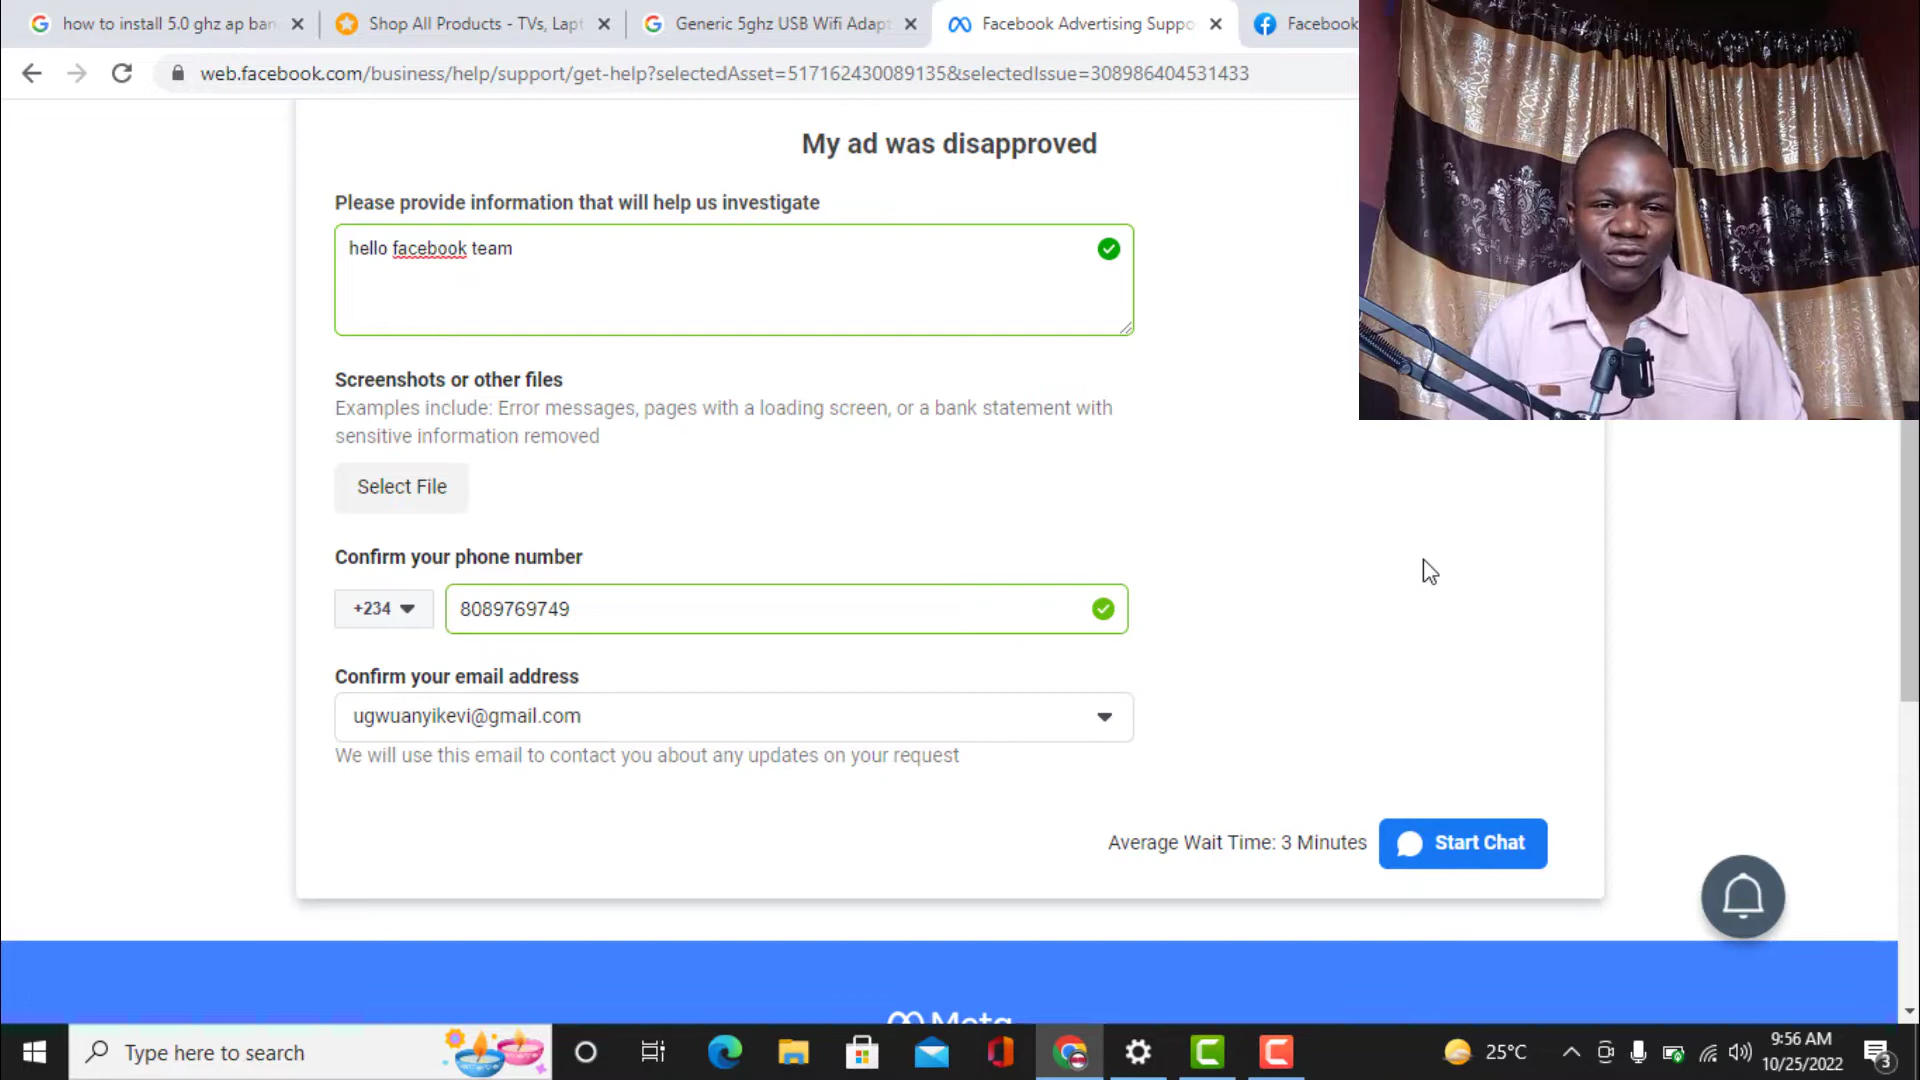 how to install 5.0 ghz ap ban
Shop All Products - TVs, Lapt
Generic 5ghz USB Wifi Adapt
Facebook Advertising Suppo
Facebook
web.facebook.com/business/help/support/get-help?selectedAsset=517162430089135&selectedIssue=308986404531433
My ad was disapproved
Please provide information that will help us investigate
hello facebook team
Screenshots or other files
Examples include: Error messages, pages with a loading screen, or a bank statement with
sensitive information removed
Select File
Confirm your phone number
+234
8089769749
Confirm your email address
ugwuanyikevi@gmail.com
We will use this email to contact you about any updates on your request
Average Wait Time: 3 Minutes
Start Chat
Meta
Type here to search
25°C
9:56 AM
10/25/2022
3